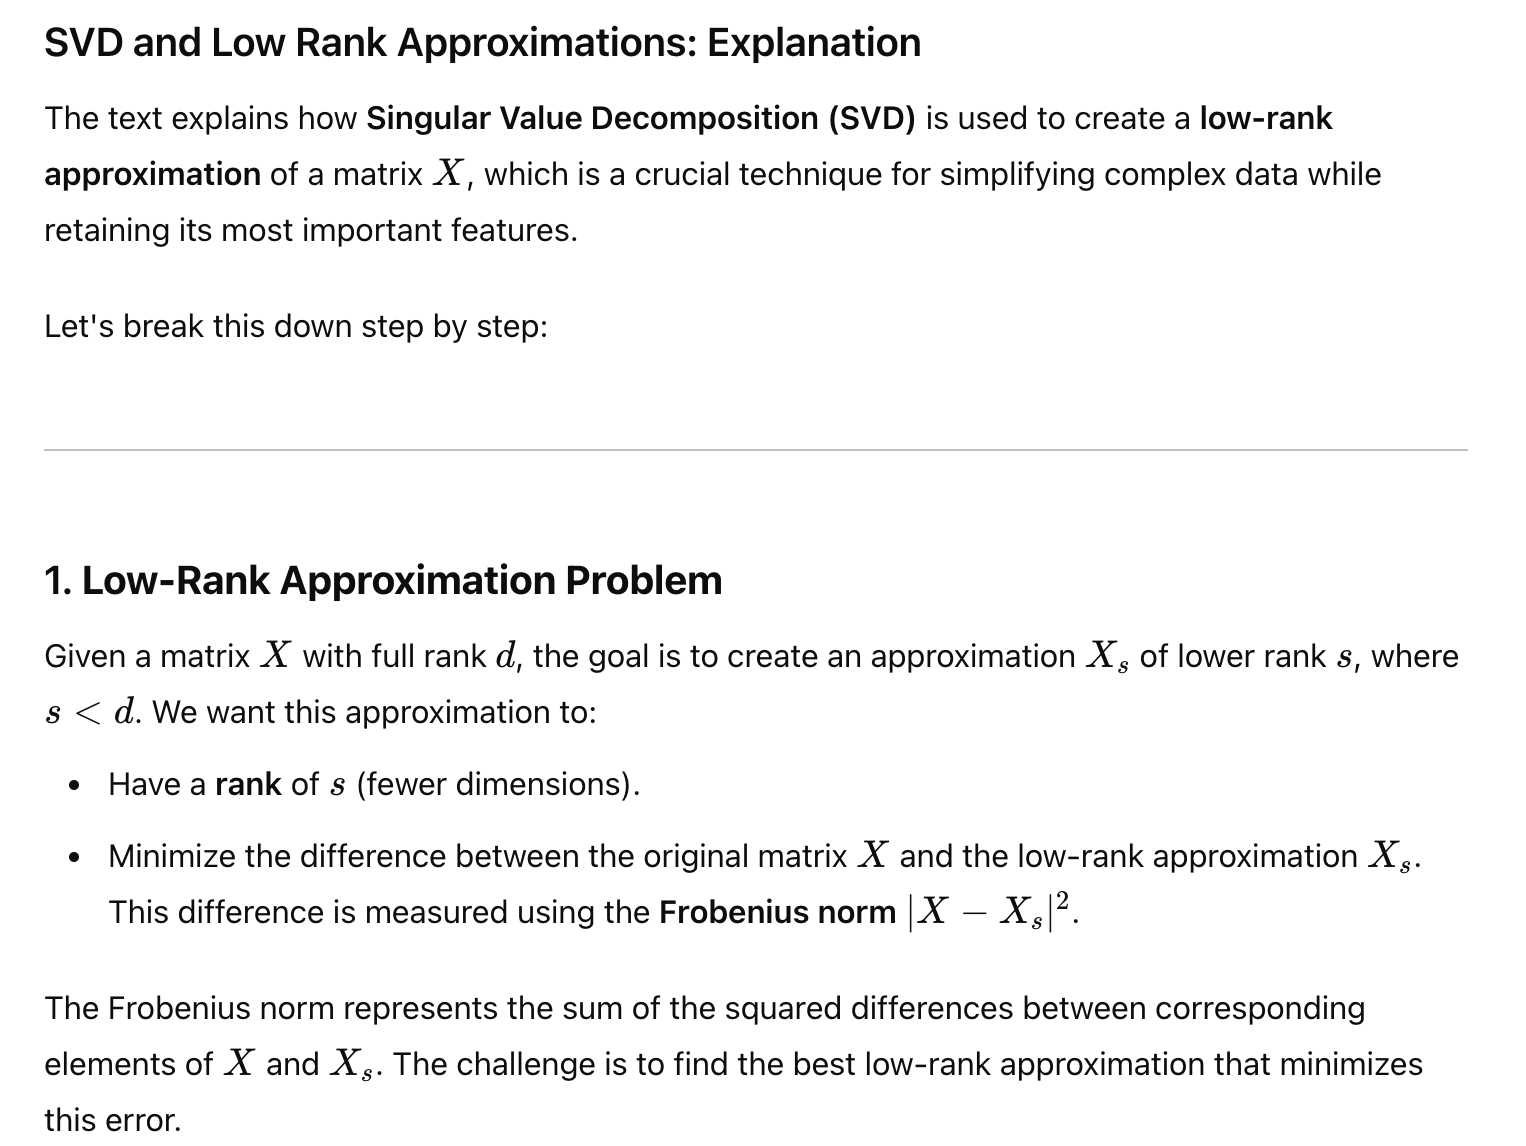 SVD and Low Rank Approximations: Explanation
The text explains how Singular Value Decomposition (SVD) is used to create a low-rank
approximation of a matrix X, which is a crucial technique for simplifying complex data while
retaining its most important features.
Let's break this down step by step:
1. Low-Rank Approximation Problem
Given a matrix X with full rank d, the goal is to create an approximation Xₛ of lower rank s, where
s < d. We want this approximation to:
• Have a rank of s (fewer dimensions).
• Minimize the difference between the original matrix X and the low-rank approximation Xₛ.
This difference is measured using the Frobenius norm |X − Xₛ|².
The Frobenius norm represents the sum of the squared differences between corresponding
elements of X and Xₛ. The challenge is to find the best low-rank approximation that minimizes
this error.